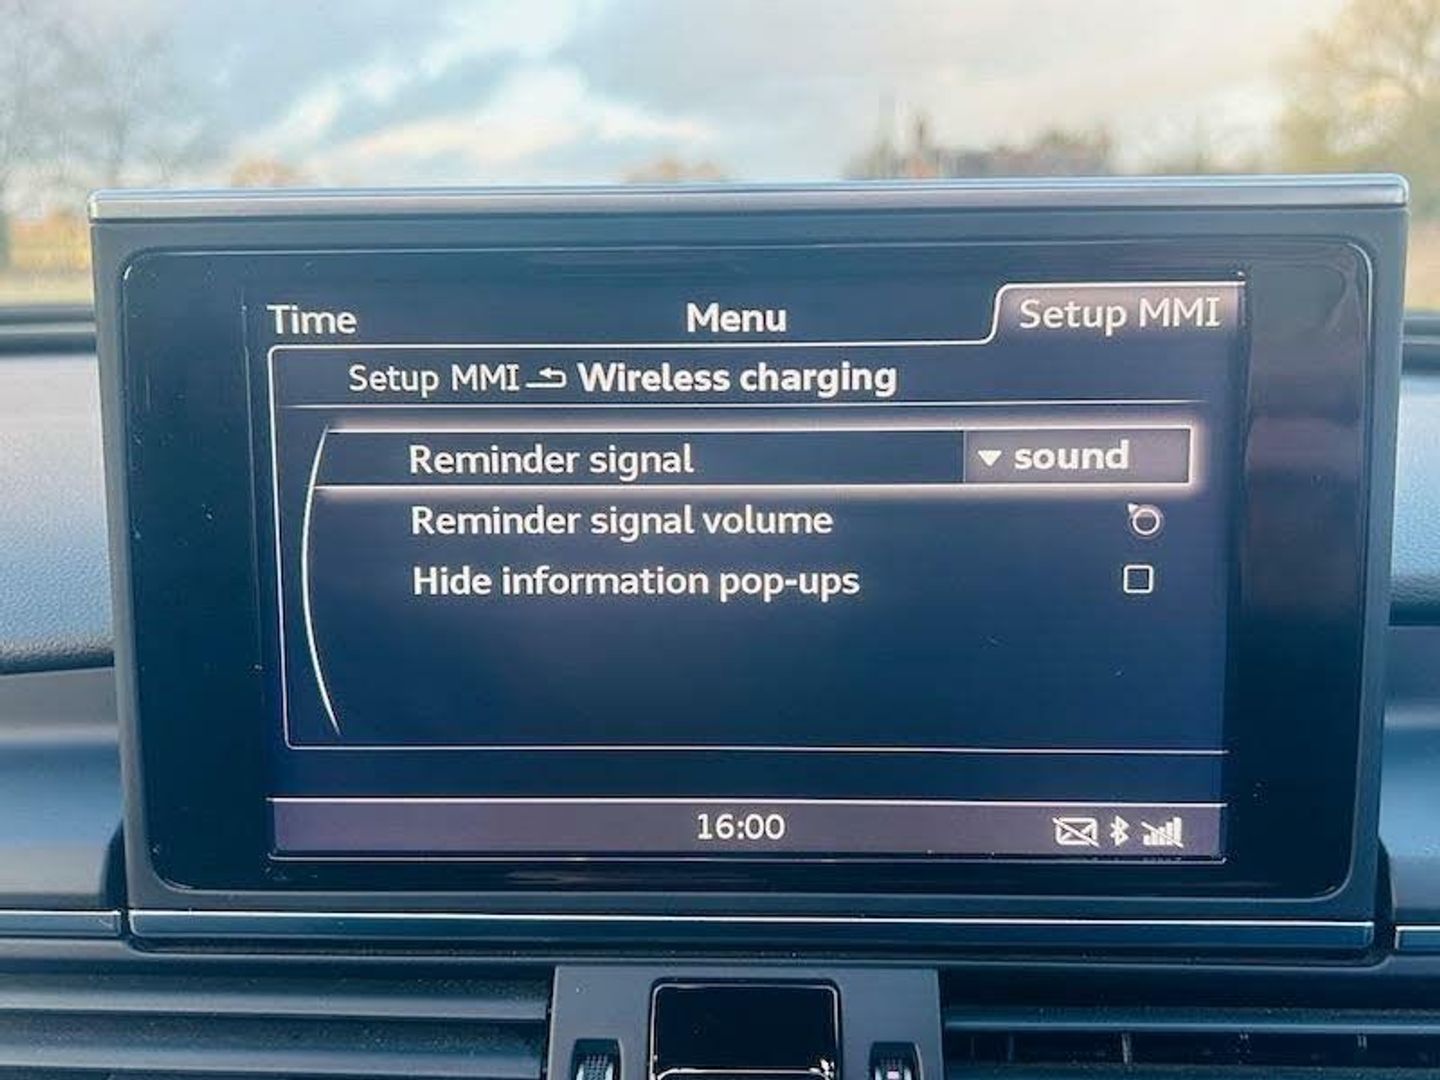 Time Menu Setup MMI
Setup MMI Wireless charging
Reminder signal sound
Reminder signal volume
Hide information pop-ups
16:00